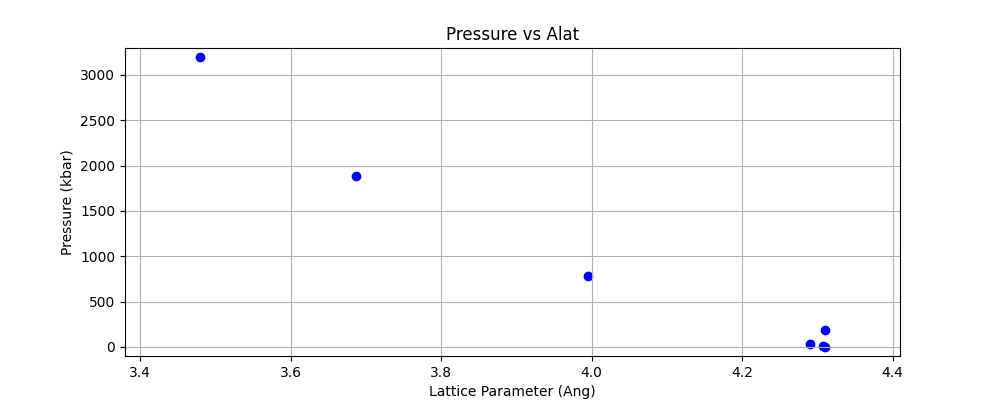 Pressure vs Alat
Pressure (kbar)
3000
2500
2000
1500
1000
500
0
3.4 3.6 3.8 4.0 4.2 4.4
Lattice Parameter (Ang)